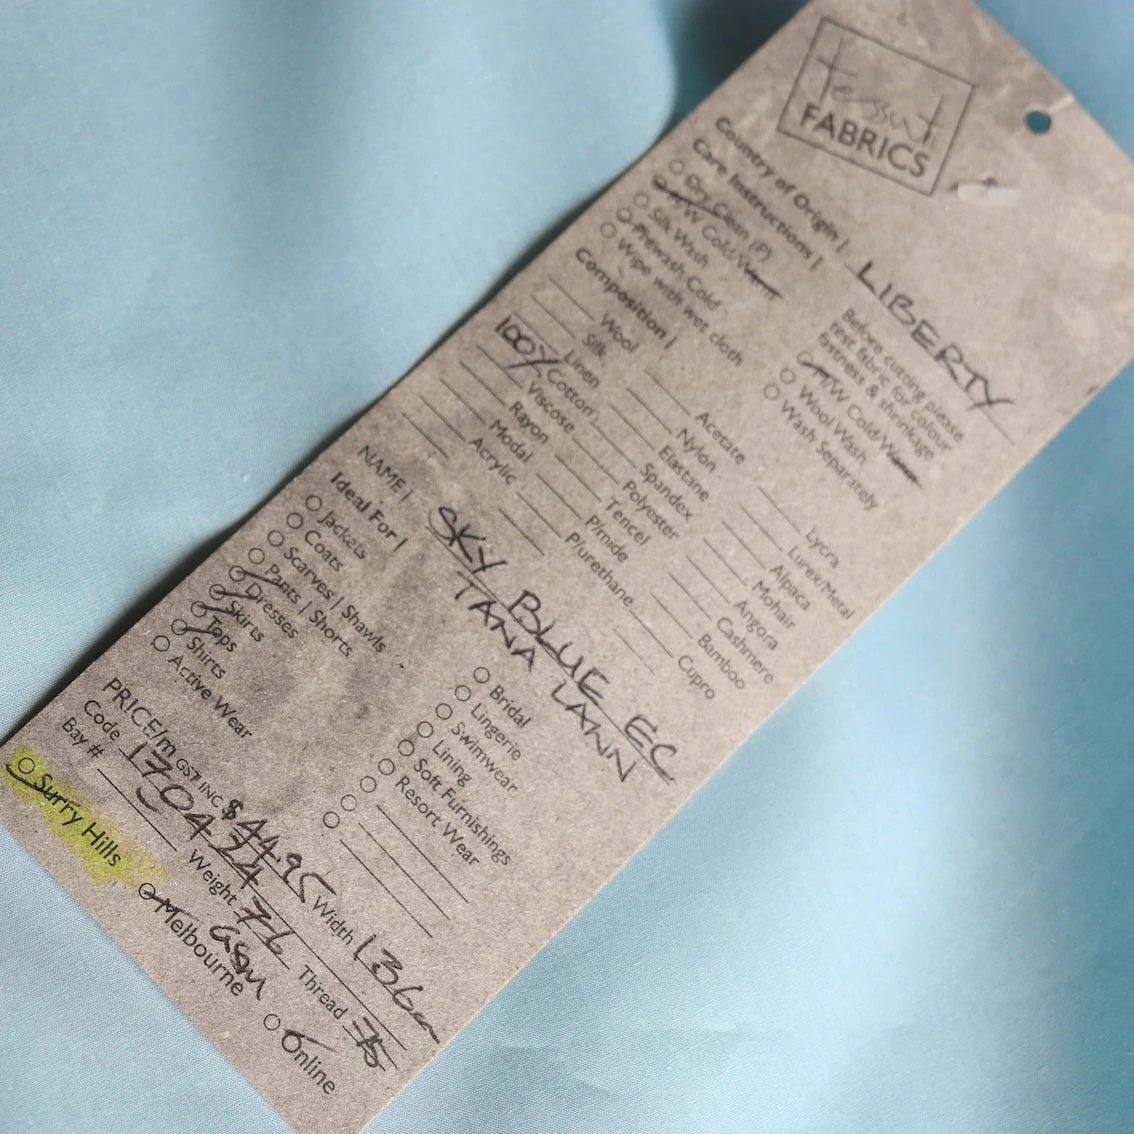 tessuti
FABRICS
Country of Origin | LIBERTY
Care Instructions |
Dry Clean (P)
M/W Cold/Warm
Silk Wash
Prewash Cold
Wipe with wet cloth
Before cutting please
test fabric for colour
fastness & shrinkage
M/W Cold/Warm
Wool Wash
Wash Separately
Composition |
Wool
Silk
Linen
100% Cotton
Viscose
Rayon
Modal
Acrylic
Acetate
Nylon
Elastane
Spandex
Polyester
Tencel
P/mide
P/urethane
Lycra
Lurex/Metal
Alpaca
Mohair
Angora
Cashmere
Bamboo
Cupro
NAME | SKY BLUE EC
TANA LAWN
Ideal For |
Jackets
Coats
Scarves | Shawls
Pants | Shorts
Dresses
Skirts
Tops
Shirts
Active Wear
Bridal
Lingerie
Swimwear
Lining
Soft Furnishings
Resort Wear
PRICE/m GST INC $44.95 Width 136cm
Code Weight 76 gsm Thread 75
Bay #
Surry Hills
Melbourne
Online